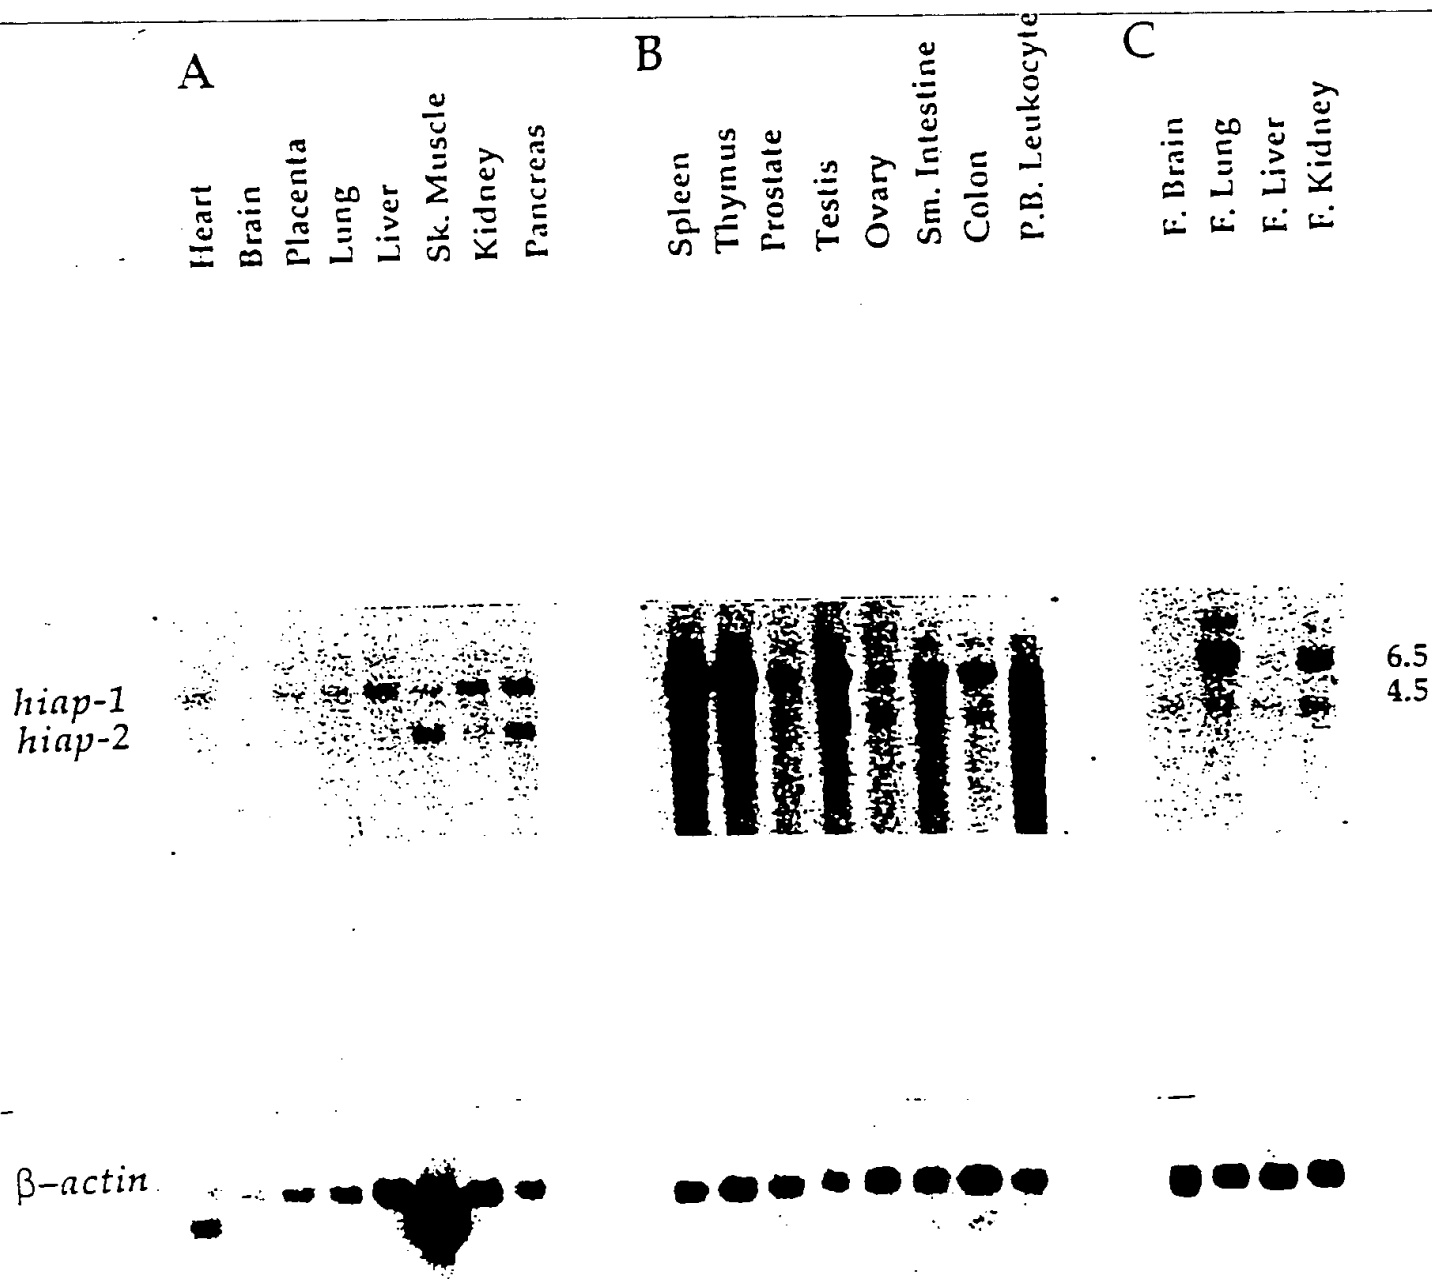 A
B
C
Heart
Brain
Placenta
Lung
Liver
Sk. Muscle
Kidney
Pancreas
Spleen
Thymus
Prostate
Testis
Ovary
Sm. Intestine
Colon
P.B. Leukocyte
F. Brain
F. Lung
F. Liver
F. Kidney
hiap-1
hiap-2
6.5
4.5
β-actin